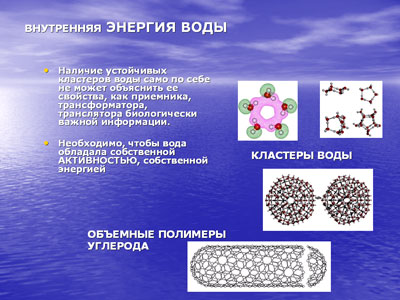 ВНУТРЕННЯЯ ЭНЕРГИЯ ВОДЫ
Наличие устойчивых
кластеров воды само по себе
не может объяснить ее
свойства, как приемника,
трансформатора,
транслятора биологически
важной информации.
Необходимо, чтобы вода
обладала собственной
АКТИВНОСТЬЮ, собственной
энергией
КЛАСТЕРЫ ВОДЫ
ОБЪЕМНЫЕ ПОЛИМЕРЫ
УГЛЕРОДА